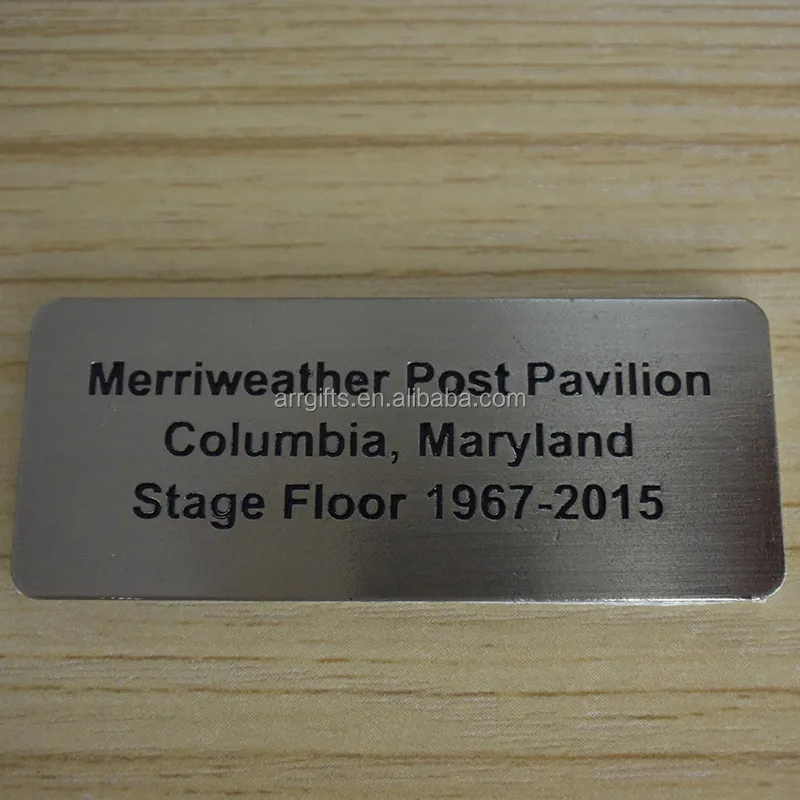 Merriweather Post Pavilion
arrgifts.en.alibaba.com
Columbia, Maryland
Stage Floor 1967-2015